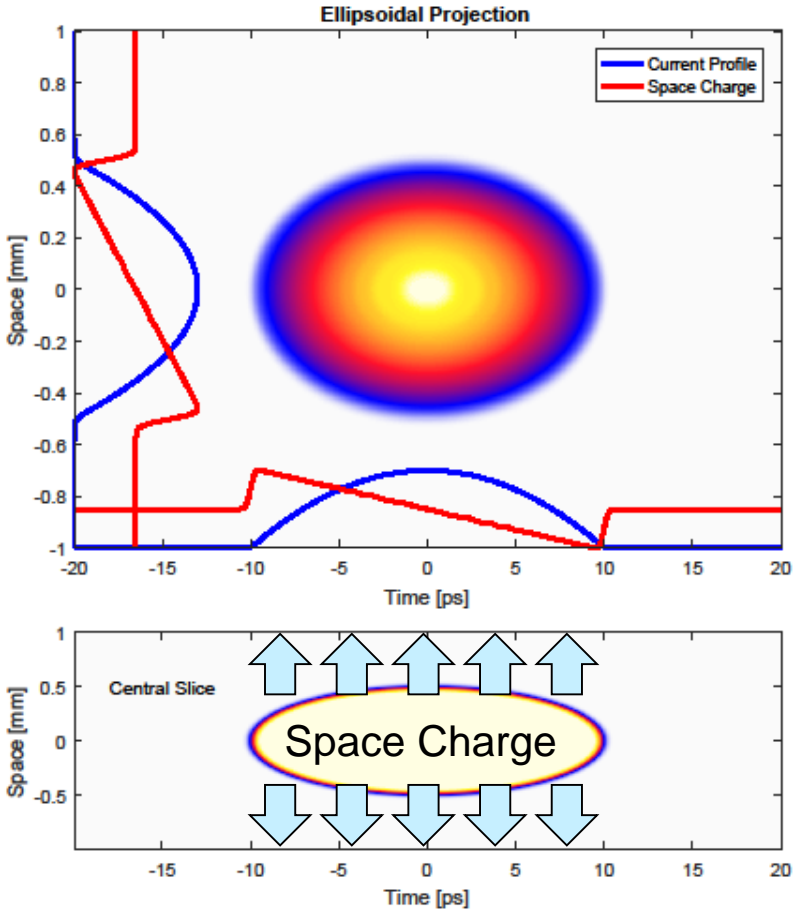 Ellipsoidal Projection
Current Profile
Space Charge
1
0.8
0.6
0.4
0.2
0
-0.2
-0.4
-0.6
-0.8
-1
Space [mm]
-20 -15 -10 -5 0 5 10 15 20
Time [ps]
1
0.5
0
-0.5
Space [mm]
Central Slice
Space Charge
-15 -10 -5 0 5 10 15 20
Time [ps]